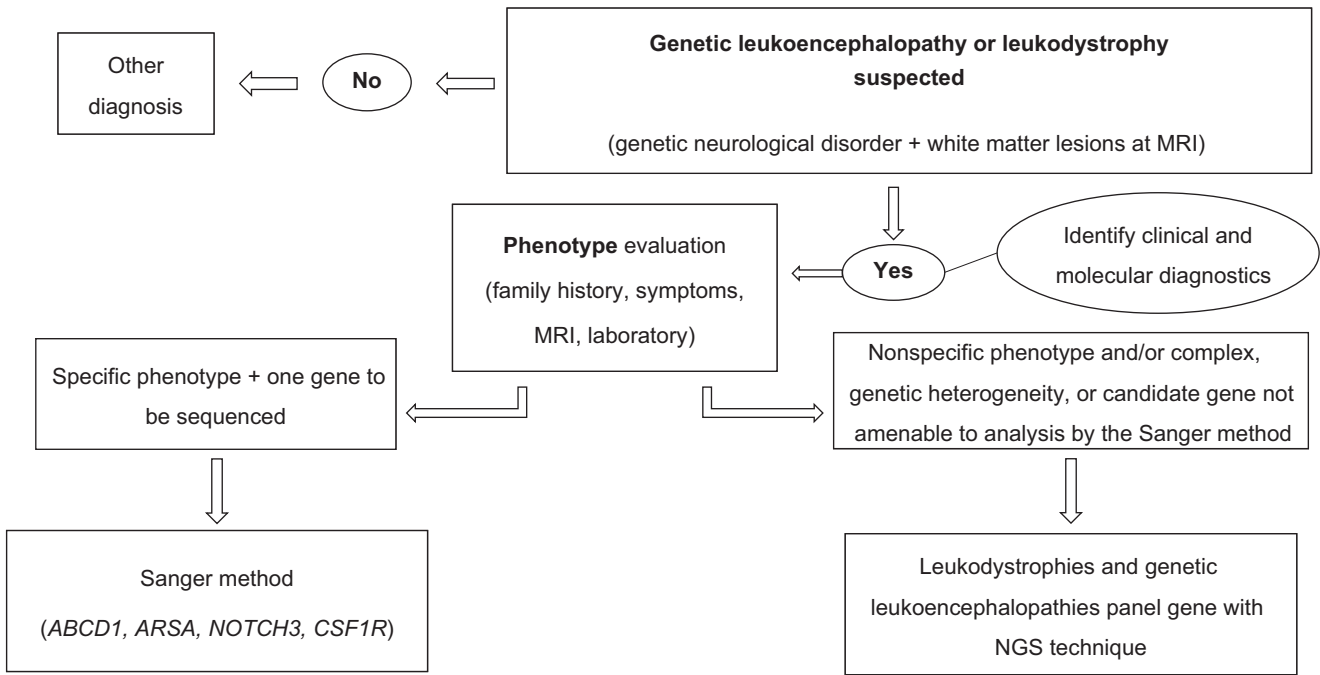 Genetic leukoencephalopathy or leukodystrophy
suspected
(genetic neurological disorder + white matter lesions at MRI)
No
Other
diagnosis
Yes
Identify clinical and
molecular diagnostics
Phenotype evaluation
(family history, symptoms,
MRI, laboratory)
Specific phenotype + one gene to
be sequenced
Nonspecific phenotype and/or complex,
genetic heterogeneity, or candidate gene not
amenable to analysis by the Sanger method
Sanger method
(ABCD1, ARSA, NOTCH3, CSF1R)
Leukodystrophies and genetic
leukoencephalopathies panel gene with
NGS technique